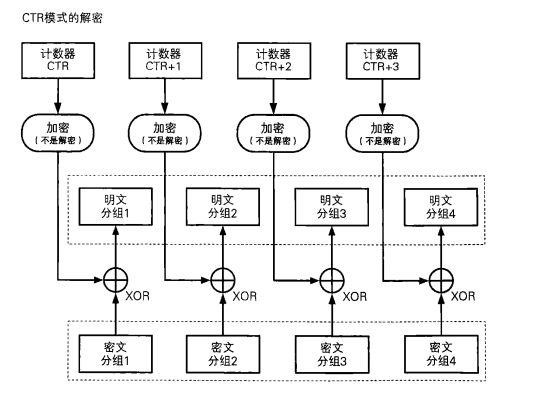 CTR模式的解密
计数器
CTR
计数器
CTR+1
计数器
CTR+2
计数器
CTR+3
加密
(不是解密)
加密
(不是解密)
加密
(不是解密)
加密
(不是解密)
明文
分组1
明文
分组2
明文
分组3
明文
分组4
XOR
XOR
XOR
XOR
密文
分组1
密文
分组2
密文
分组3
密文
分组4